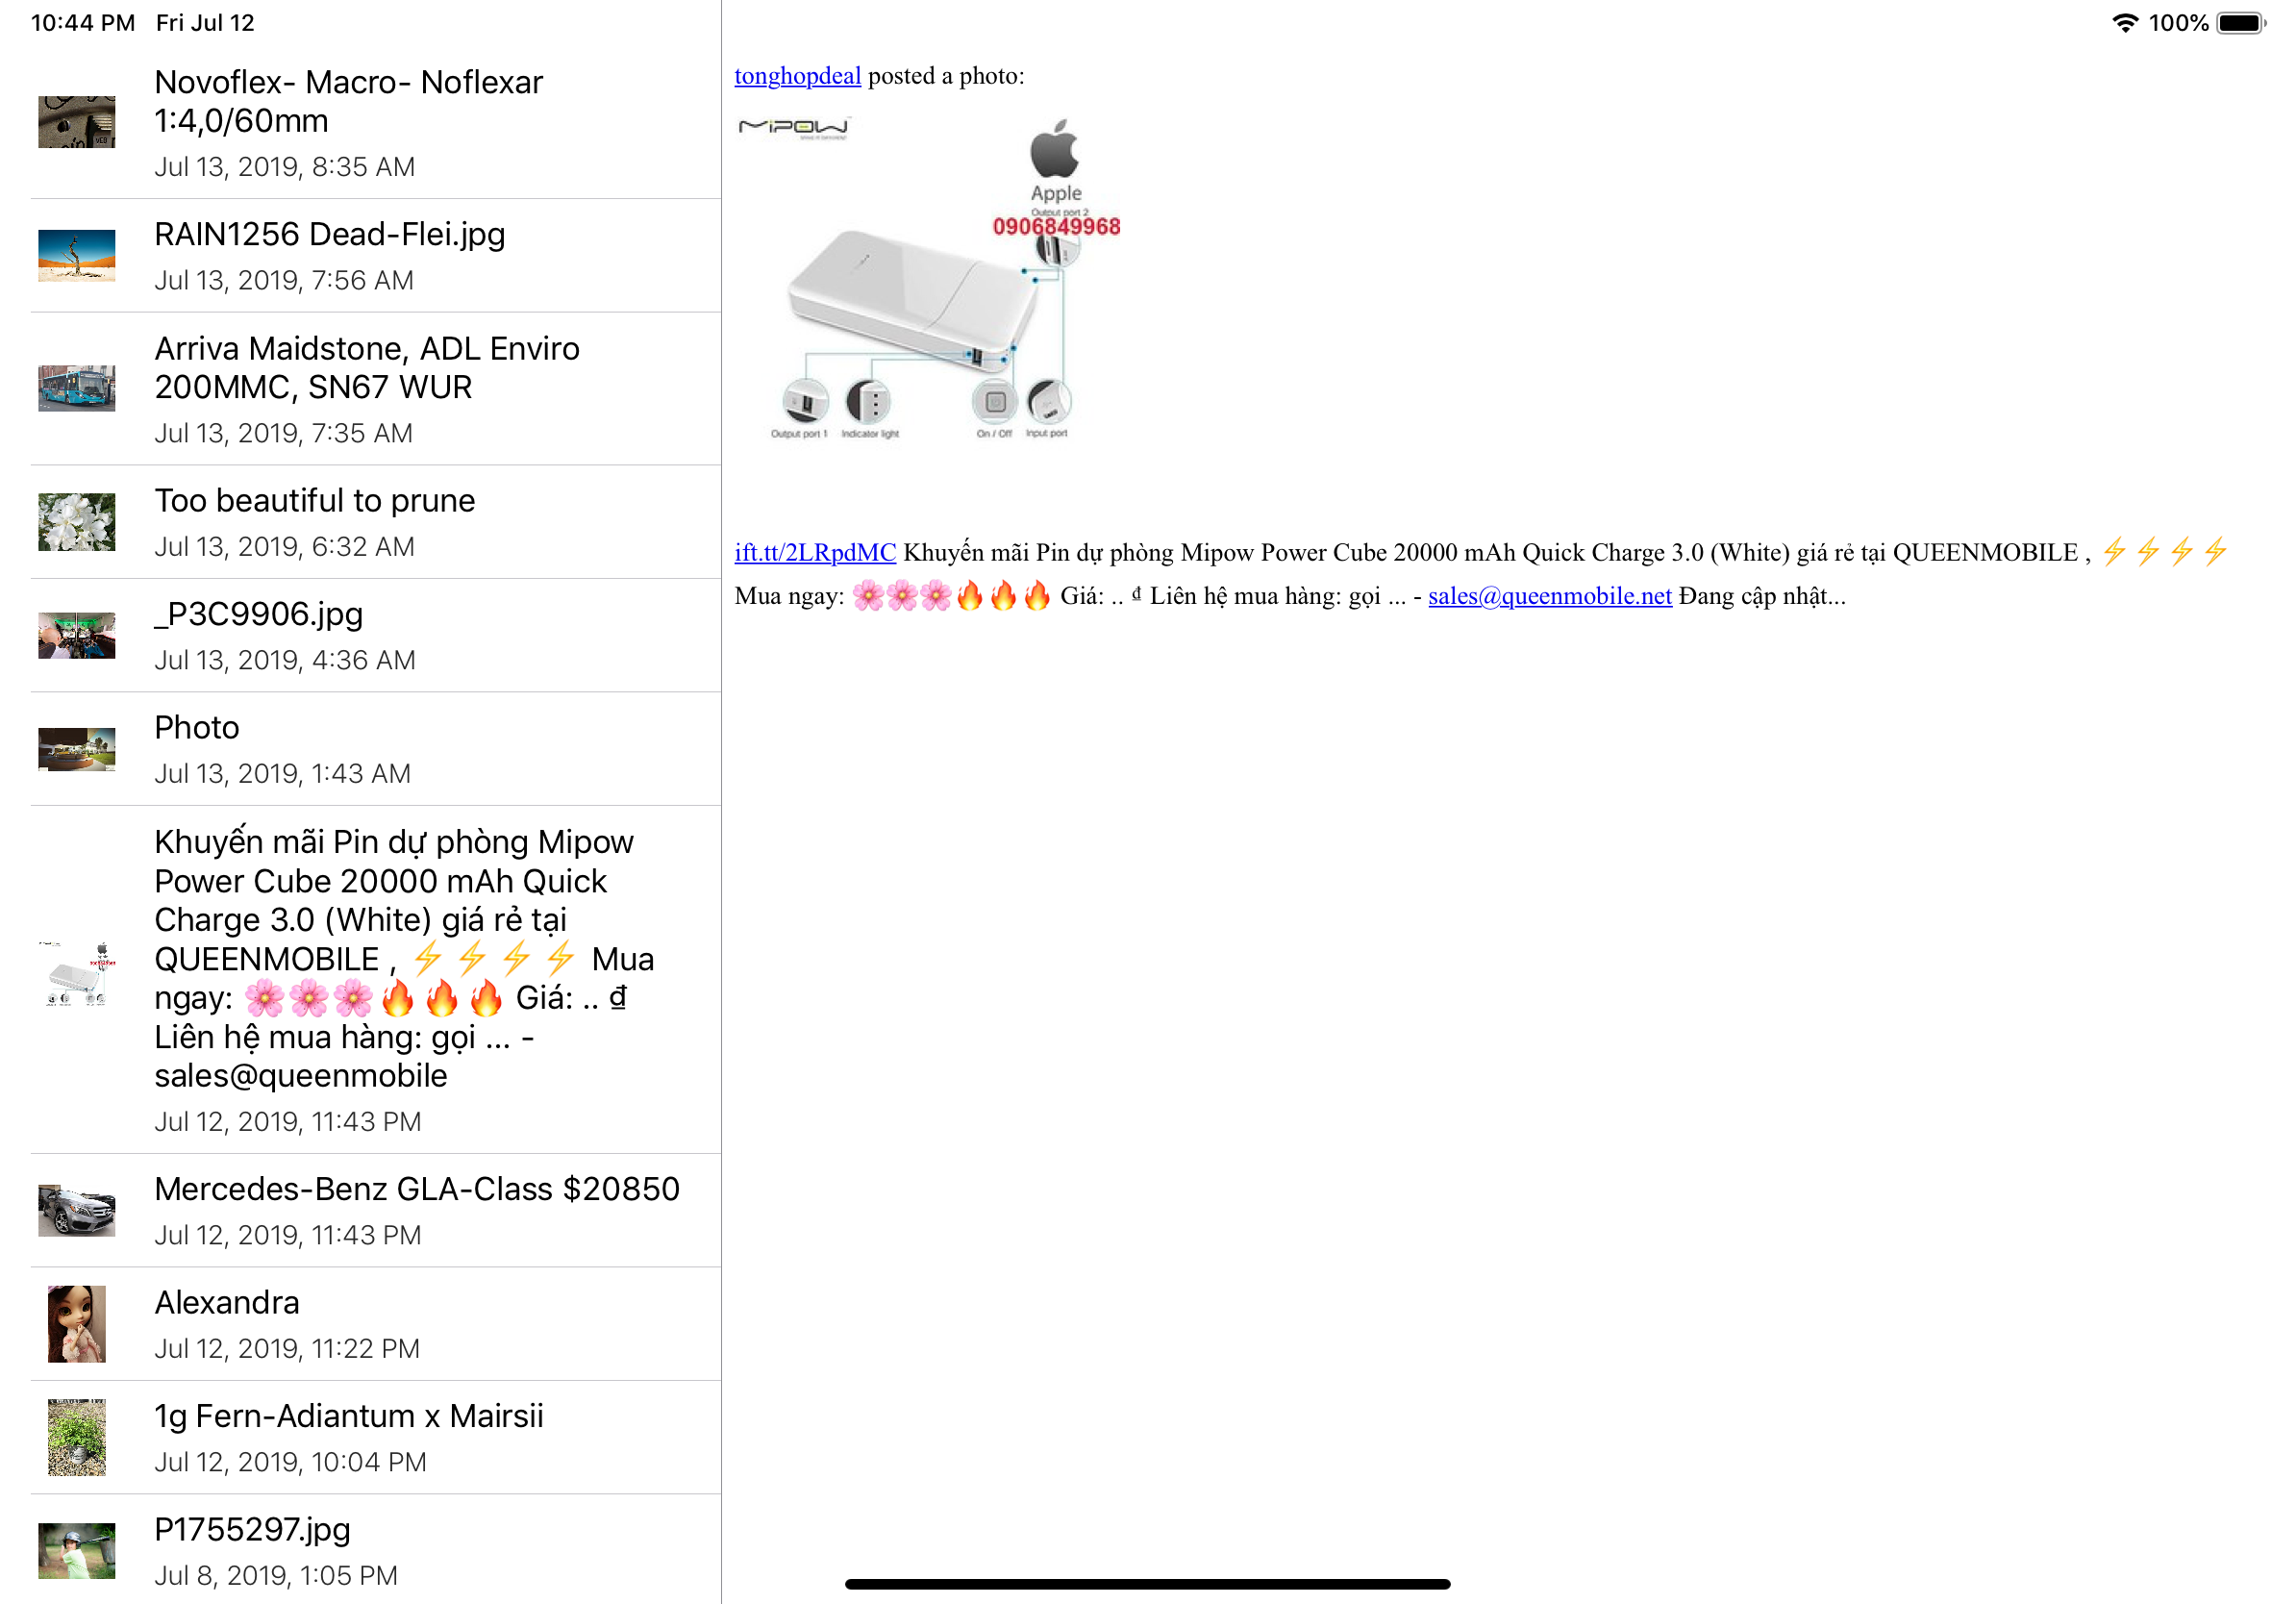 10:44 PM Fri Jul 12
100%
Novoflex- Macro- Noflexar
1:4,0/60mm
Jul 13, 2019, 8:35 AM
RAIN1256 Dead-Flei.jpg
Jul 13, 2019, 7:56 AM
Arriva Maidstone, ADL Enviro
200MMC, SN67 WUR
Jul 13, 2019, 7:35 AM
Too beautiful to prune
Jul 13, 2019, 6:32 AM
_P3C9906.jpg
Jul 13, 2019, 4:36 AM
Photo
Jul 13, 2019, 1:43 AM
Khuyến mãi Pin dự phòng Mipow
Power Cube 20000 mAh Quick
Charge 3.0 (White) giá rẻ tại
QUEENMOBILE , ⚡⚡⚡⚡ Mua
ngay: 🌸🌸🌸🔥🔥🔥 Giá: .. ₫
Liên hệ mua hàng: gọi ... -
sales@queenmobile
Jul 12, 2019, 11:43 PM
Mercedes-Benz GLA-Class $20850
Jul 12, 2019, 11:43 PM
Alexandra
Jul 12, 2019, 11:22 PM
1g Fern-Adiantum x Mairsii
Jul 12, 2019, 10:04 PM
P1755297.jpg
Jul 8, 2019, 1:05 PM
tonghopdeal posted a photo:
MiPOW
Apple
Output port 2
0906849968
Output port 1 Indicator light On / Off Input port
ift.tt/2LRpdMC Khuyến mãi Pin dự phòng Mipow Power Cube 20000 mAh Quick Charge 3.0 (White) giá rẻ tại QUEENMOBILE , ⚡⚡⚡⚡
Mua ngay: 🌸🌸🌸🔥🔥🔥 Giá: .. ₫ Liên hệ mua hàng: gọi ... - sales@queenmobile.net Đang cập nhật...